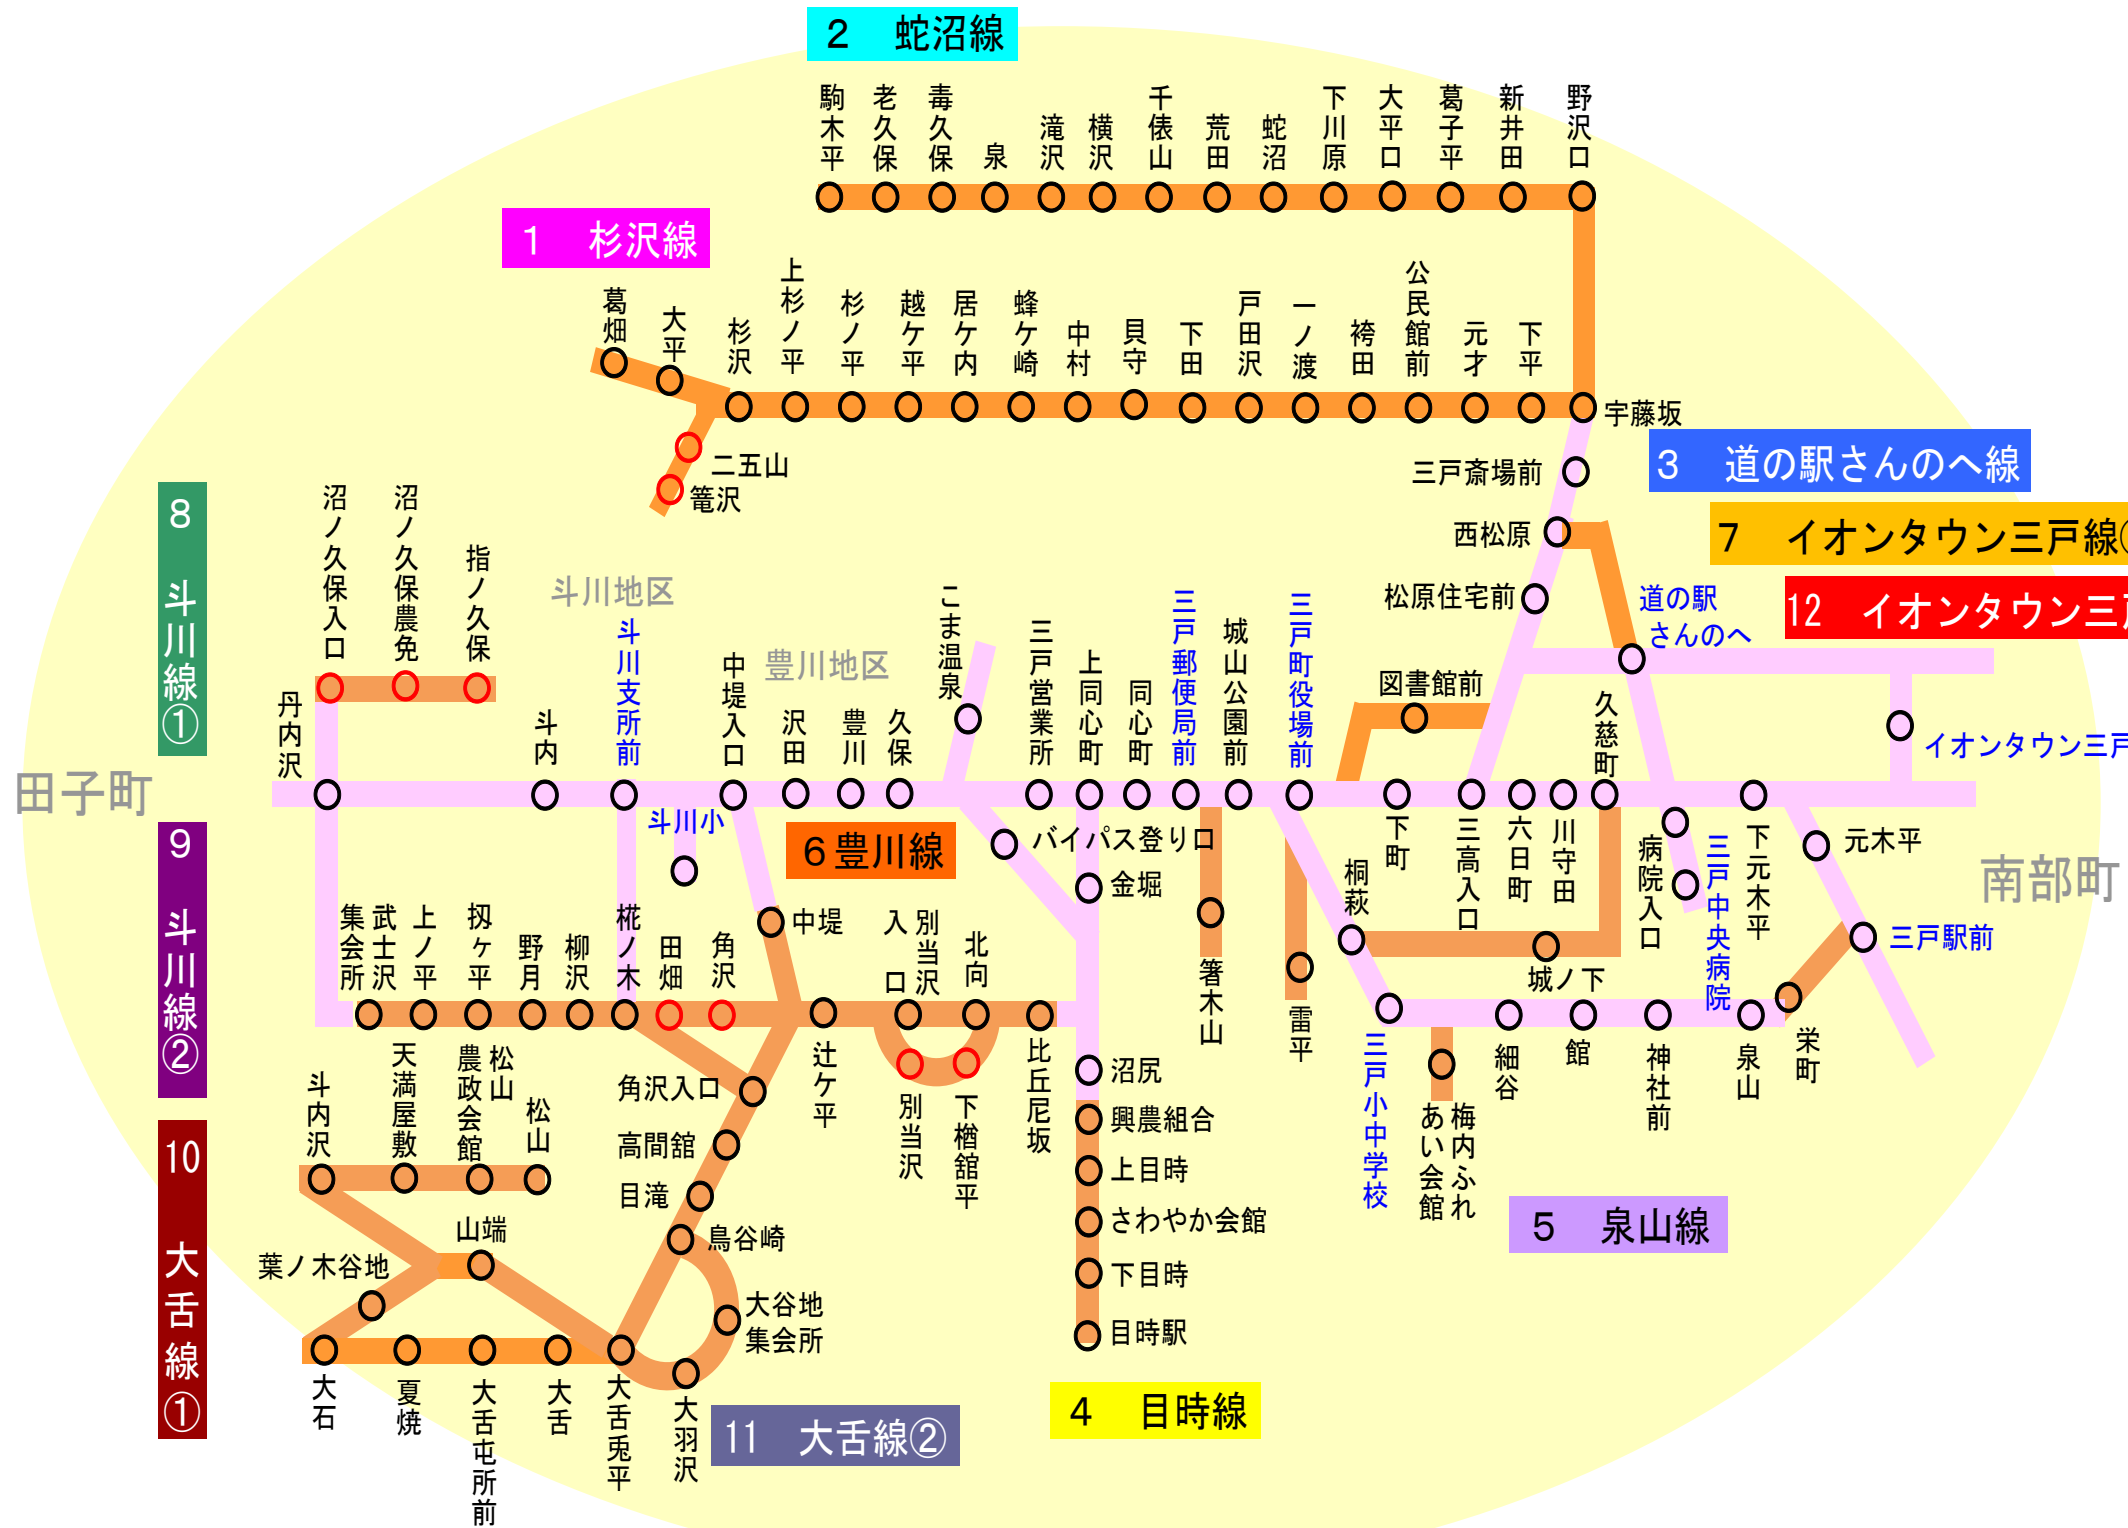 ２　蛇沼線
駒木平
老久保
毒久保
泉
滝沢
横沢
千俵山
荒田
蛇沼
下川原
大平口
葛子平
新井田
野沢口
１　杉沢線
葛畑
大平
杉沢
上杉ノ平
杉ノ平
越ケ平
居ケ内
蜂ケ崎
中村
貝守
下田
戸田沢
一ノ渡
袴田
公民館前
元才
下平
宇藤坂
二五山
篭沢
三戸斎場前
３　道の駅さんのへ線
西松原
７　イオンタウン三戸線
松原住宅前
道の駅
さんのへ
12　イオンタウン三戸
８　斗川線①
沼ノ久保入口
沼ノ久保農免
指ノ久保
斗川地区
豊川地区
田子町
丹内沢
斗内
斗川支所前
中堤入口
沢田
豊川
久保
こま温泉
三戸営業所
上同心町
同心町
三戸郵便局前
城山公園前
三戸町役場前
図書館前
下町
三高入口
六日町
川守田
久慈町
病院入口
三戸中央病院
下元木平
イオンタウン三戸
元木平
三戸駅前
南部町
斗川小
６豊川線
バイパス登り口
金堀
９　斗川線②
武士沢
集会所
上ノ平
扨ヶ平
野月
柳沢
椛ノ木
田畑
角沢
中堤
別当沢
入口
北向
箸木山
雷平
桐萩
城ノ下
辻ケ平
別当沢
下楢舘平
比丘尼坂
沼尻
興農組合
上目時
さわやか会館
下目時
目時駅
三戸小中学校
梅内ふれ
あい会館
細谷
館
神社前
泉山
栄町
５　泉山線
４　目時線
10　大舌線①
斗内沢
天満屋敷
松山
農政会館
松山
角沢入口
高間舘
目滝
鳥谷崎
山端
葉ノ木谷地
大谷地
集会所
大石
夏焼
大舌屯所前
大舌
大舌兎平
大羽沢
11　大舌線②